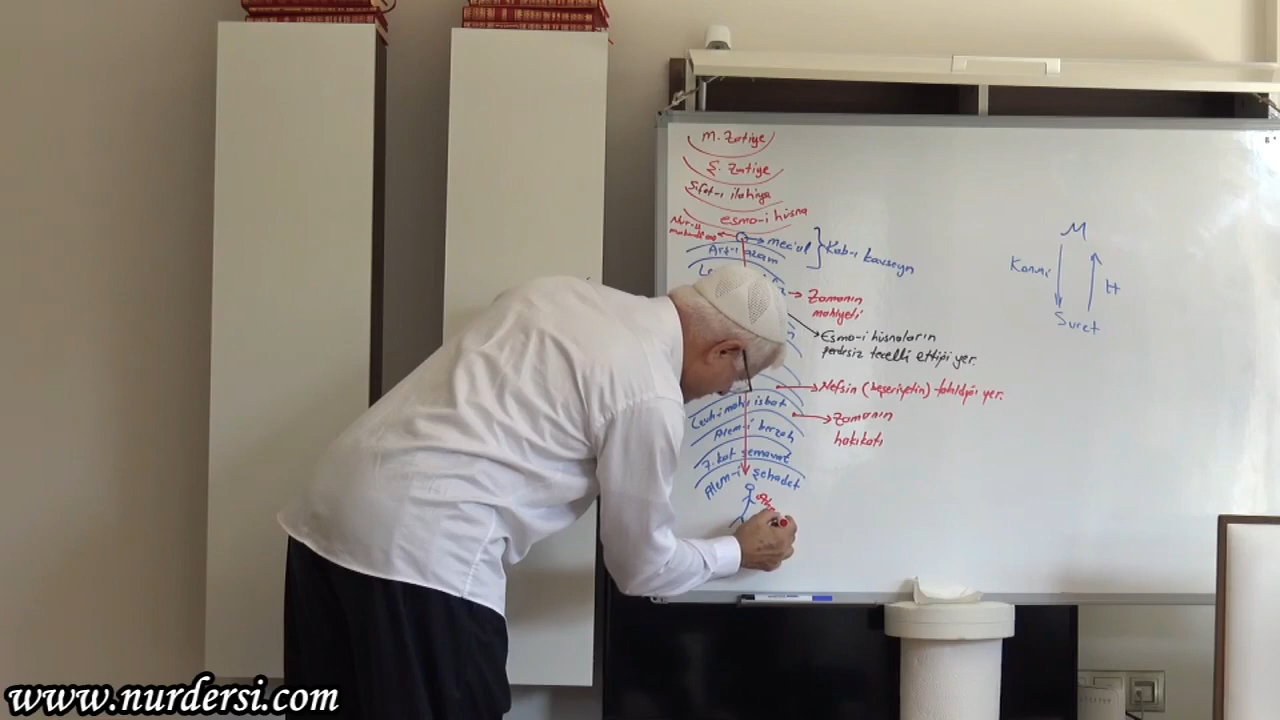 M. Zatiye
Ş. Zatiye
Sıfat-ı ilahiye
esma-i hüsna
Nur-u
mec'ul
Kab-ı kavseyn
Arş-ı azam
Zamanın
mahiyeti
Esma-i hüsnaların
perdesiz tecelli ettiği yer.
Nefsin (beşeriyetin) takıldığı yer.
Levh-i mahv isbat
Zamanın
hakikatı
Alem-i berzah
7. kat semavat
Alem-i şehadet
M
Kanuni
H
Suret
www.nurdersi.com